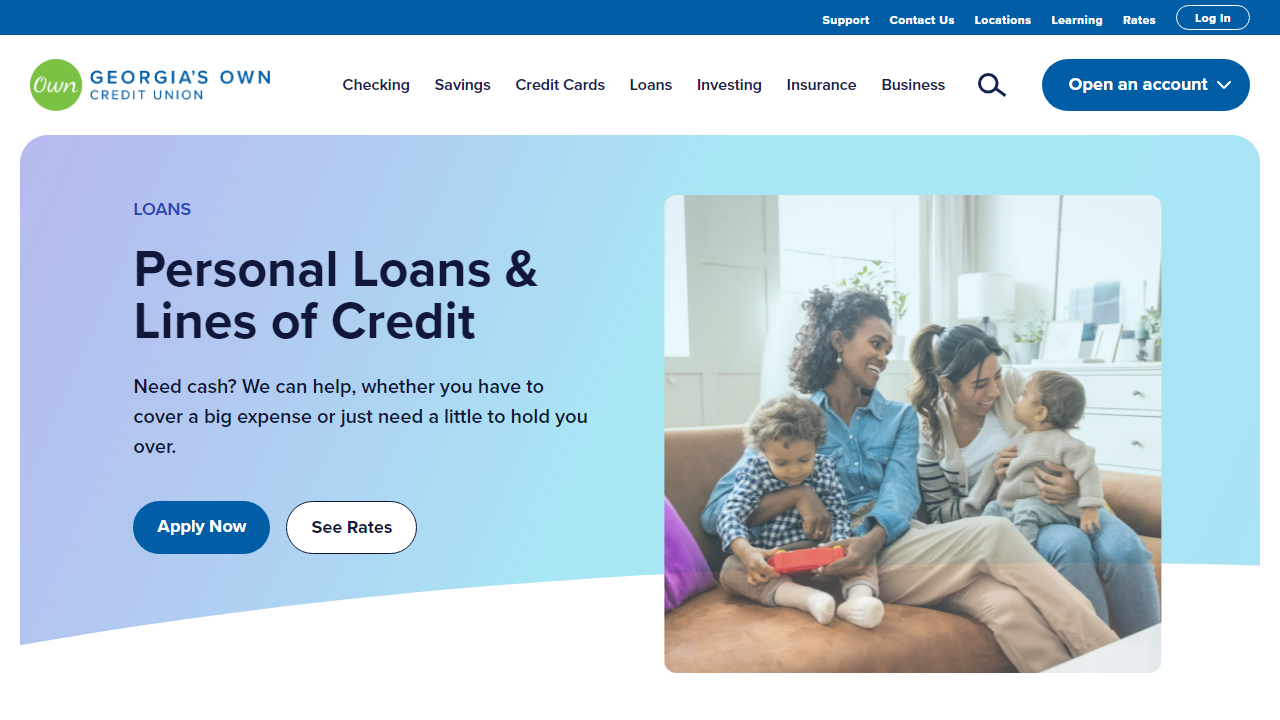 Support Contact Us Locations Learning Rates Log In
Own GEORGIA'S OWN
CREDIT UNION
Checking Savings Credit Cards Loans Investing Insurance Business Open an account
LOANS
Personal Loans &
Lines of Credit
Need cash? We can help, whether you have to
cover a big expense or just need a little to hold you
over.
Apply Now See Rates